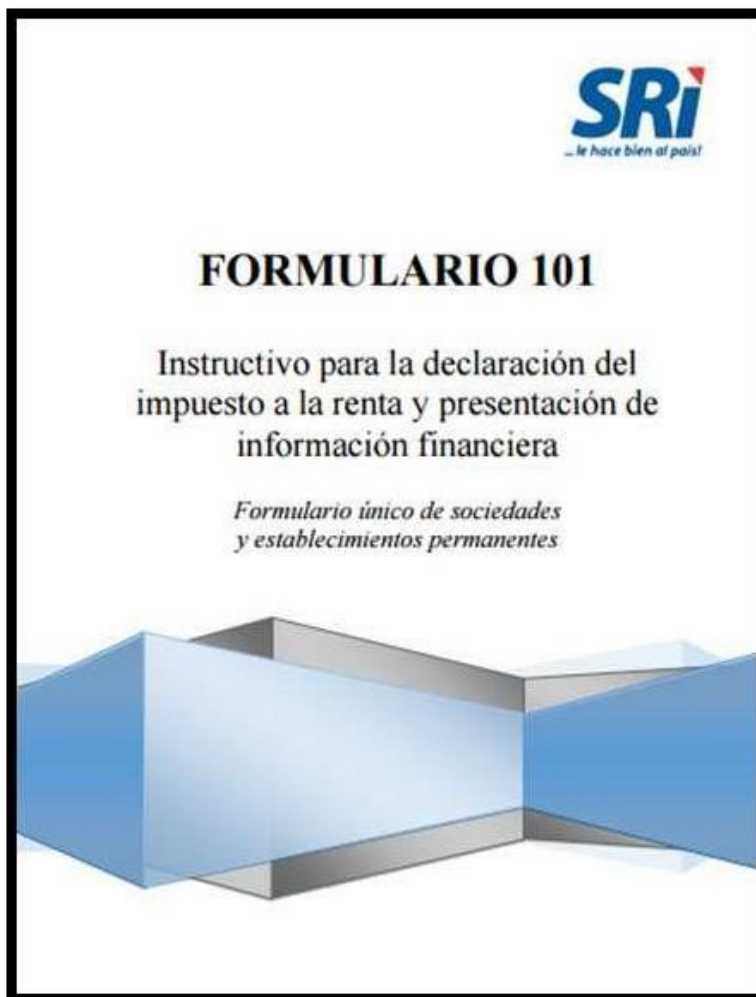 SRi
...le hace bien al país!
FORMULARIO 101
Instructivo para la declaración del
impuesto a la renta y presentación de
información financiera
Formulario único de sociedades
y establecimientos permanentes